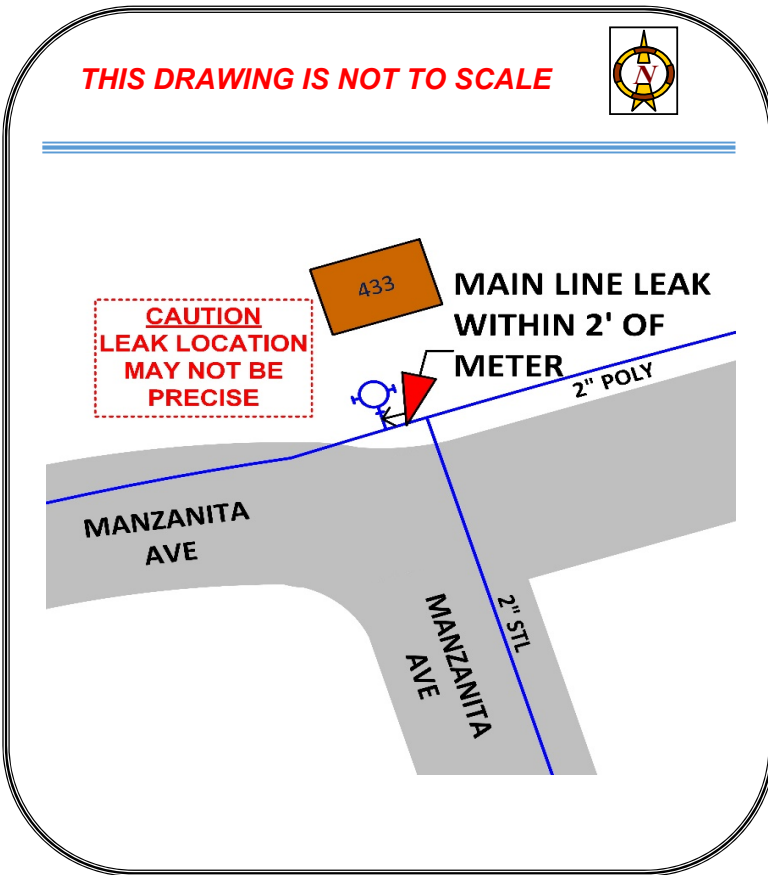 THIS DRAWING IS NOT TO SCALE
N
433
MAIN LINE LEAK
WITHIN 2' OF
METER
CAUTION
LEAK LOCATION
MAY NOT BE
PRECISE
2" POLY
MANZANITA
AVE
MANZANITA
AVE
2" STL